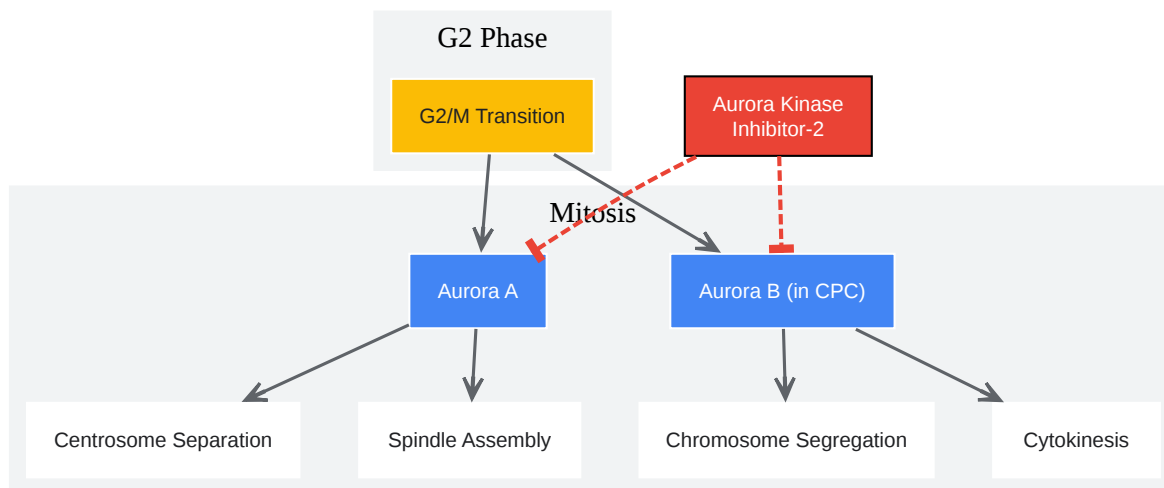 G2 Phase
G2/M Transition
Aurora Kinase
Inhibitor-2
Mitosis
Aurora A
Aurora B (in CPC)
Centrosome Separation
Spindle Assembly
Chromosome Segregation
Cytokinesis